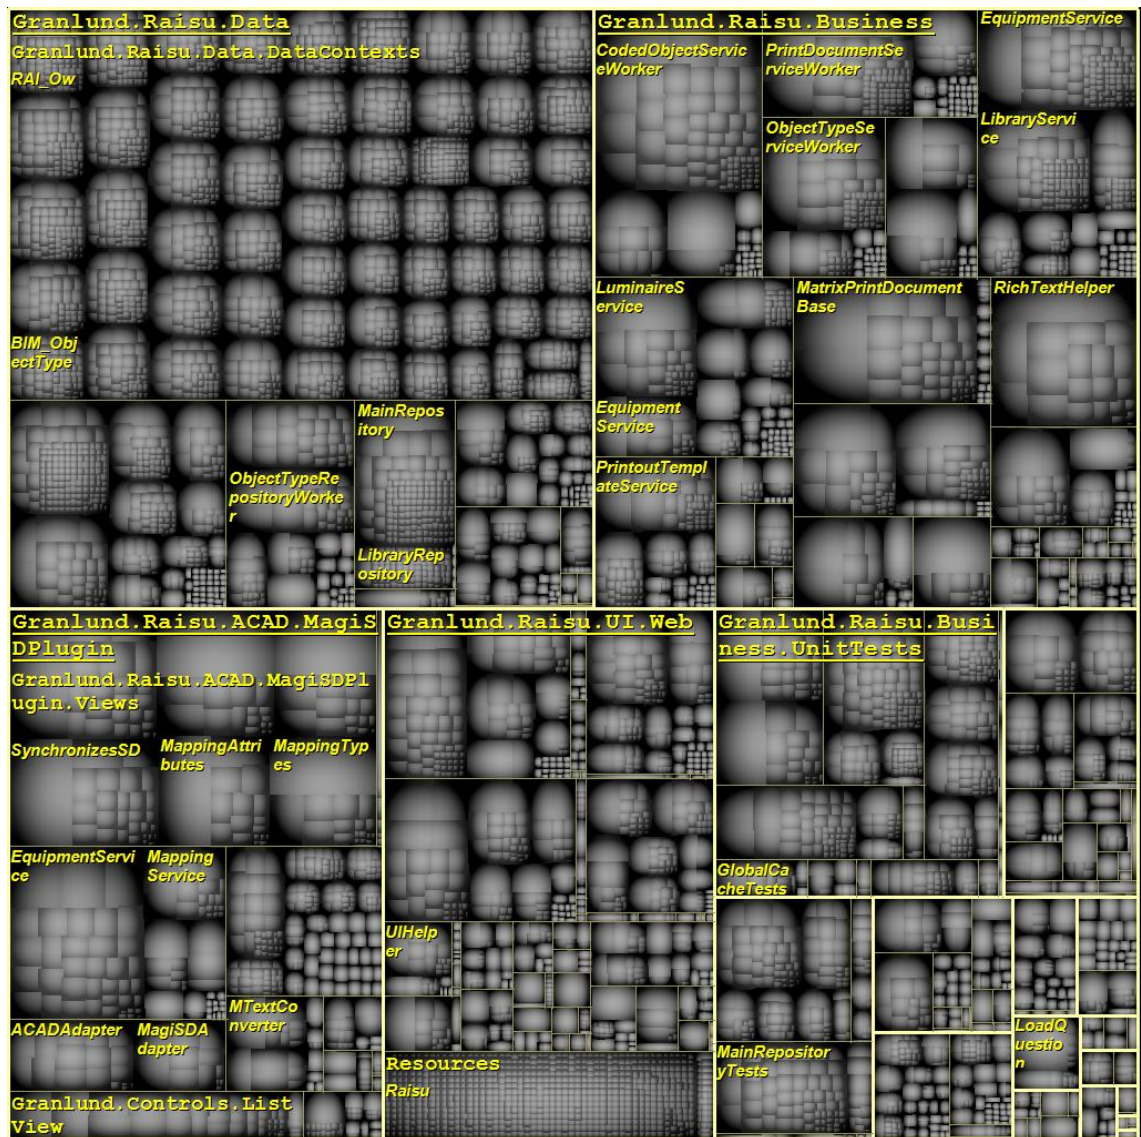 Granlund.Raisu.Data
Granlund.Raisu.Data.DataContexts
RAI_Ow
BIM_Obj
ectType
ObjectTypeRe
positoryWorke
r
MainRepos
itory
LibraryRep
ository
Granlund.Raisu.Business
CodedObjectServic
eWorker
PrintDocumentSe
rviceWorker
EquipmentService
ObjectTypeSe
rviceWorker
LibraryServi
ce
LuminaireS
ervice
MatrixPrintDocument
Base
RichTextHelper
Equipment
Service
PrintoutTempl
ateService
Granlund.Raisu.ACAD.MagiS
DPlugin
Granlund.Raisu.ACAD.MagiSDPl
ugin.Views
SynchronizesSD
MappingAttri
butes
MappingTyp
es
EquipmentServi
ce
Mapping
Service
MTextCo
nverter
ACADAdapter
MagiSDA
dapter
Granlund.Controls.List
View
Granlund.Raisu.UI.Web
UIHelp
er
Resources
Raisu
Granlund.Raisu.Busi
ness.UnitTests
GlobalCa
cheTests
MainRepositor
yTests
LoadQ
uestio
n